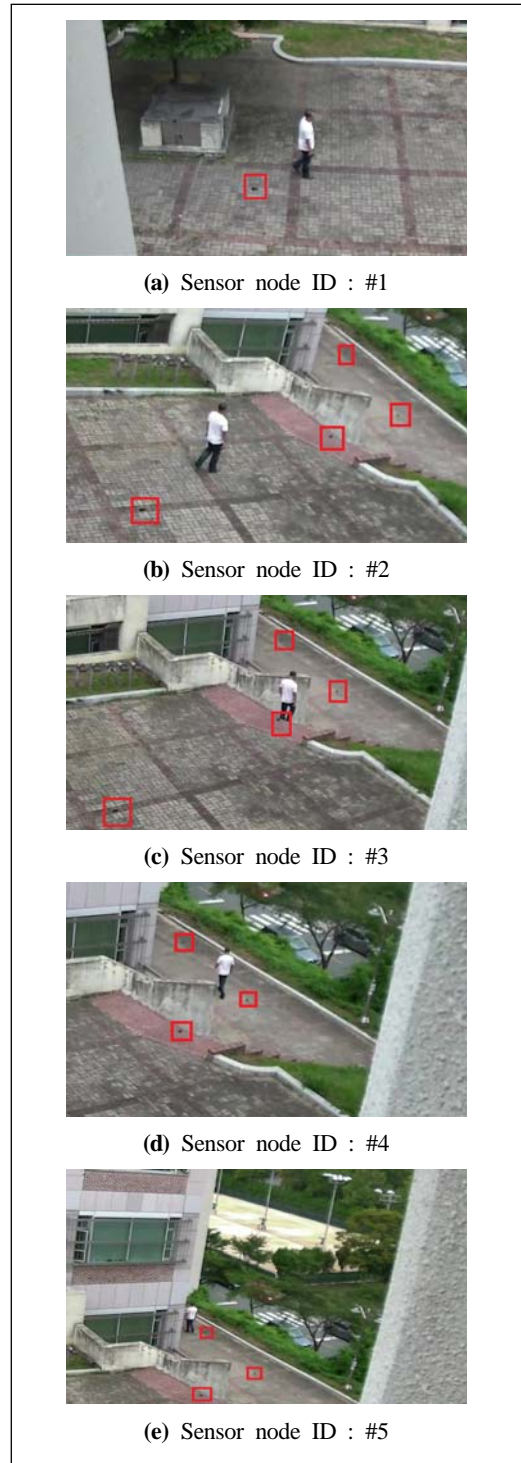 (a) Sensor node ID : #1
(b) Sensor node ID : #2
(c) Sensor node ID : #3
(d) Sensor node ID : #4
(e) Sensor node ID : #5